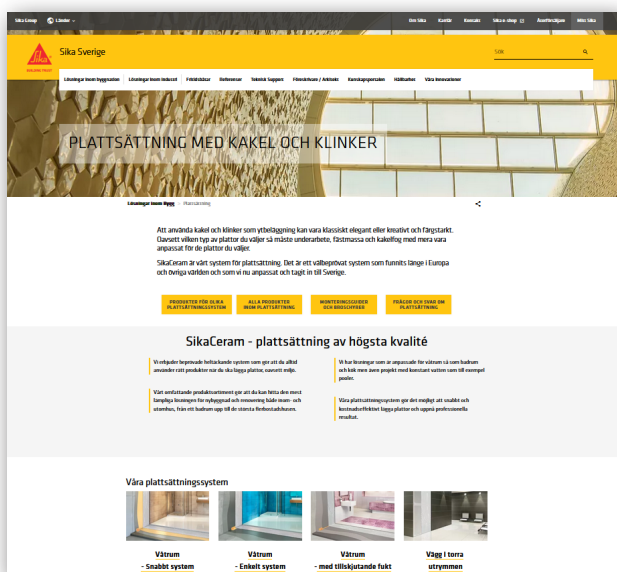 Sika Group Länder Om Sika Karriär Kontakt Sika e-shop Återförsäljare Mitt Sika
Sika Sverige
SÖK
Sika
BUILDING TRUST
Lösningar inom byggnation Lösningar inom Industri Fritidsbåtar Referenser Teknisk Support Föreskrivare / Arkitekt Kunskapsportalen Hållbarhet Våra innovationer
PLATTSÄTTNING MED KAKEL OCH KLINKER
Lösningar inom Bygg > Plattsättning
Att använda kakel och klinker som ytbeläggning kan vara klassiskt elegant eller kreativt och färgstarkt.
Oavsett vilken typ av plattor du väljer så måste underarbete, fästmassa och kakelfog med mera vara
anpassat för de plattor du väljer.
SikaCeram är vårt system för plattsättning. Det är ett välbeprövat system som funnits länge i Europa
och övriga världen och som vi nu anpassat och tagit in till Sverige.
PRODUKTER FÖR OLIKA ALLA PRODUKTER MONTERINGSGUIDER FRÅGOR OCH SVAR OM
PLATTSÄTTNINGSSYSTEM INOM PLATTSÄTTNING OCH BROSCHYRER PLATTSÄTTNING
SikaCeram - plattsättning av högsta kvalité
Vi erbjuder beprövade heltäckande system som gör att du alltid
använder rätt produkter när du ska lägga plattor, oavsett miljö.
Vårt omfattande produktsortiment gör att du kan hitta den mest
lämpliga lösningen för nybyggnad och renovering både inom- och
utomhus, från ett badrum upp till de största flerbostadshusen.
Vi har lösningar som är anpassade för våtrum så som badrum
och kök men även projekt med konstant vatten som till exempel
pooler.
Våra plattsättningssystem gör det möjligt att snabbt och
kostnadseffektivt lägga plattor och uppnå professionella
resultat.
Våra plattsättningssystem
Våtrum Våtrum Våtrum Vägg i torra
- Snabbt system - Enkelt system - med tillskjutande fukt utrymmen